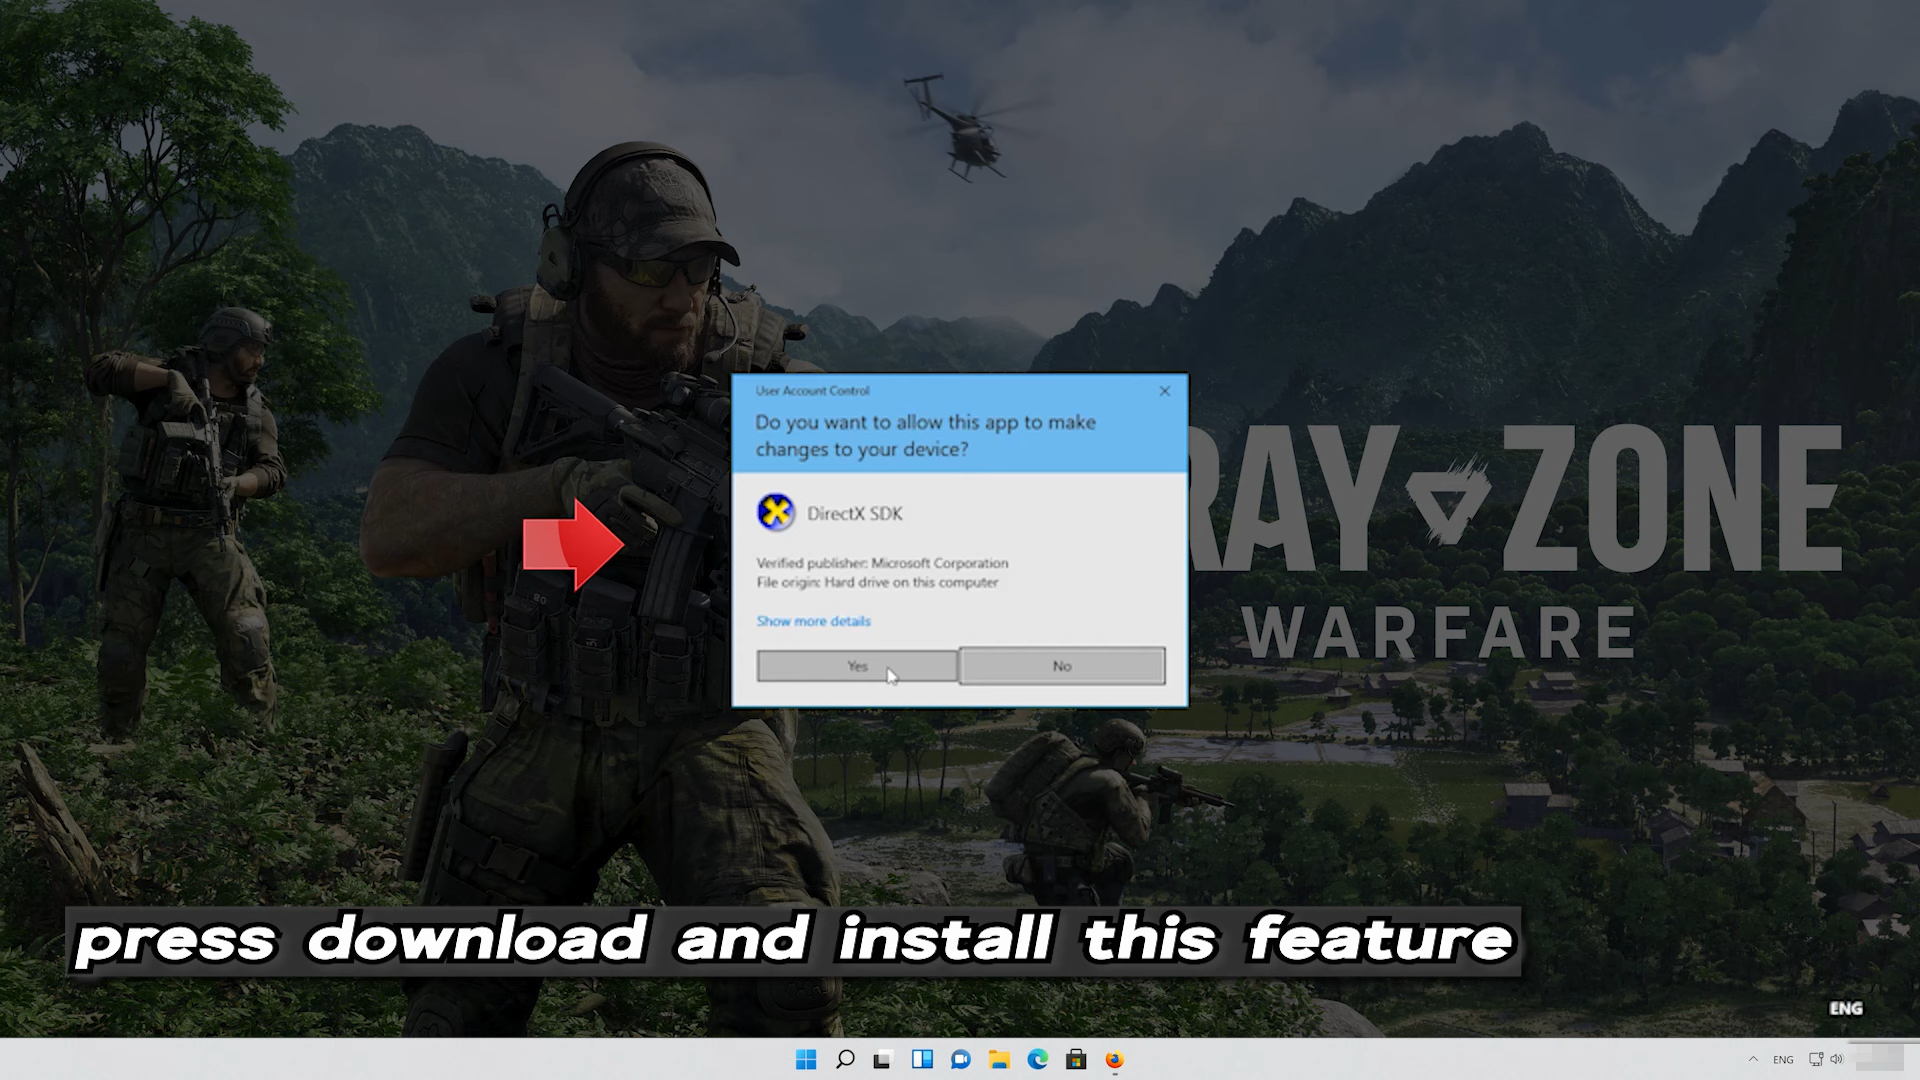 User Account Control
Do you want to allow this app to make
changes to your device?
DirectX SDK
Verified publisher: Microsoft Corporation
File origin: Hard drive on this computer
Show more details
Yes
No
RAY ZONE
WARFARE
press download and install this feature
ENG
ENG